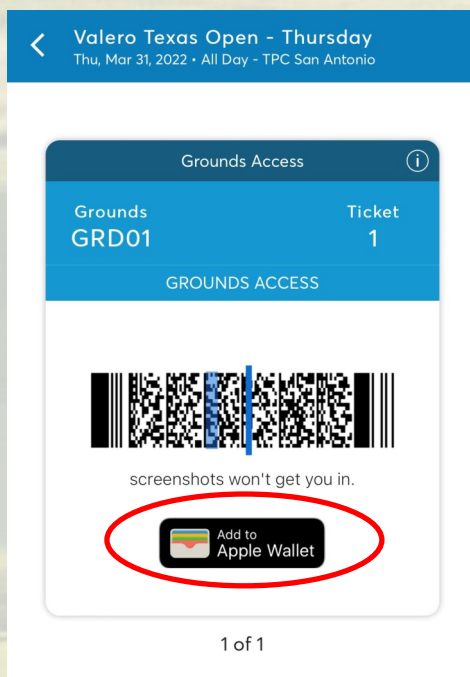 Valero Texas Open - Thursday
Thu, Mar 31, 2022 • All Day - TPC San Antonio
Grounds Access
i
Grounds
Ticket
GRD01
1
GROUNDS ACCESS
screenshots won't get you in.
Add to
Apple Wallet
1 of 1